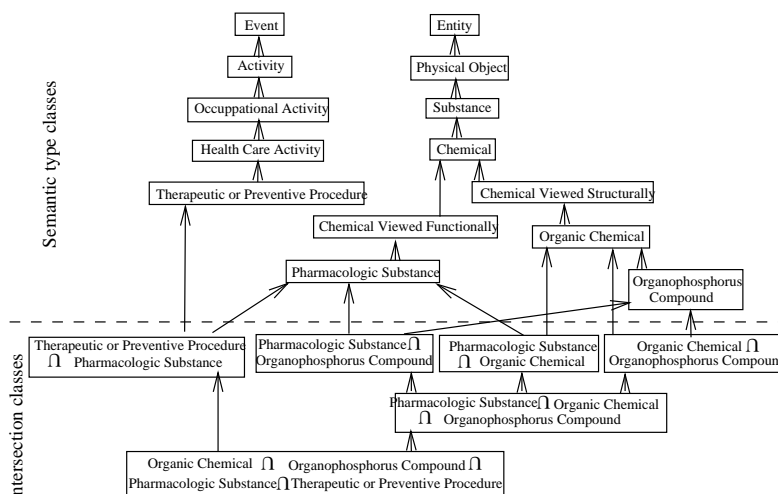 Event
Entity
Activity
Physical Object
Occuppational Activity
Substance
Health Care Activity
Chemical
Therapeutic or Preventive Procedure
Chemical Viewed Structurally
Chemical Viewed Functionally
Organic Chemical
Pharmacologic Substance
Organophosphorus
Compound
Semantic type classes
Therapeutic or Preventive Procedure
⋂ Pharmacologic Substance
Pharmacologic Substance ⋂
Organophosphorus Compound
Pharmacologic Substance
⋂ Organic Chemical
Organic Chemical ⋂
Organophosphorus Compoun
Pharmacologic Substance ⋂ Organic Chemical
⋂ Organophosphorus Compound
Organic Chemical ⋂ Organophosphorus Compound ⋂
Pharmacologic Substance ⋂ Therapeutic or Preventive Procedure
ntersection classes